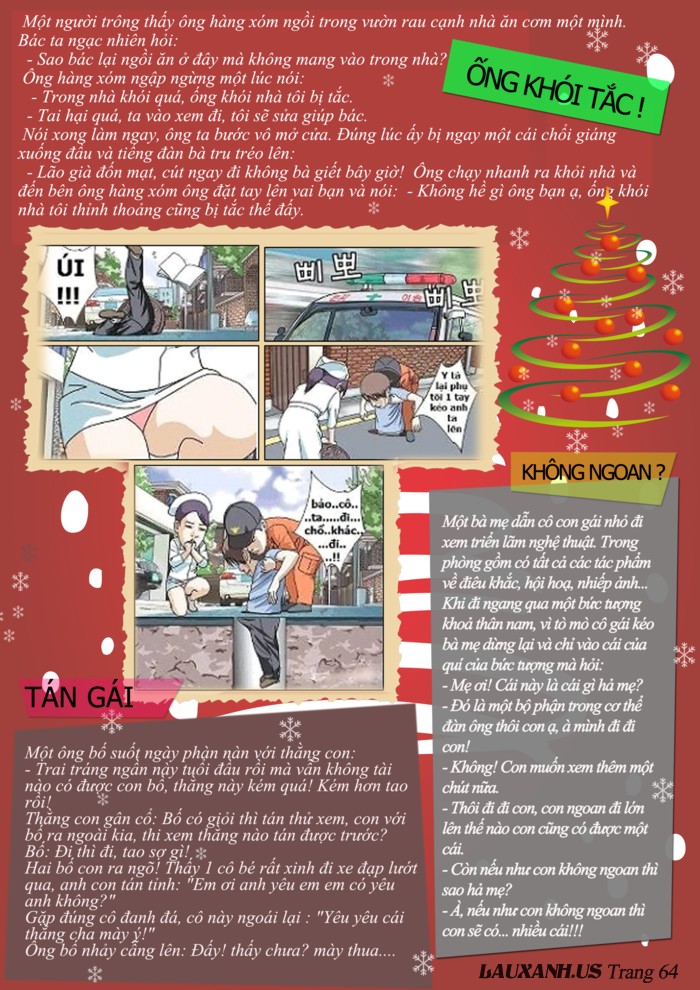 Một người trông thấy ông hàng xóm ngồi trong vườn rau cạnh nhà ăn cơm một mình.
Bác ta ngạc nhiên hỏi:
- Sao bác lại ngồi ăn ở đây mà không mang vào trong nhà?
Ông hàng xóm ngập ngừng một lúc nói:
- Trong nhà khói quá, ống khói nhà tôi bị tắc.
- Tai hại quá, ta vào xem đi, tôi sẽ sửa giúp bác.
Nói xong làm ngay, ông ta bước vô mở cửa. Đúng lúc ấy bị ngay một cái chổi giáng
xuống đầu và tiếng đàn bà tru tréo lên:
- Lão già đốn mạt, cút ngay đi không bà giết bây giờ! Ông chạy nhanh ra khỏi nhà và
đến bên ông hàng xóm ông đặt tay lên vai bạn và nói: - Không hề gì ông bạn ạ, ống khói
nhà tôi thỉnh thoảng cũng bị tắc thế đấy.
ỐNG KHÓI TẮC !
ÚI
!!!
삐 뽀
삐 뽀
Y tá
lại phụ
tôi 1 tay
kéo anh
ta
lên
bảo..cô..
..ta.....đi...
chổ..khác..
...đi..
..!!
KHÔNG NGOAN ?
Một bà mẹ dẫn cô con gái nhỏ đi
xem triển lãm nghệ thuật. Trong
phòng gồm có tất cả các tác phẩm
về điêu khắc, hội hoạ, nhiếp ảnh...
Khi đi ngang qua một bức tượng
khoả thân nam, vì tò mò cô gái kéo
bà mẹ dừng lại và chỉ vào cái của
quí của bức tượng mà hỏi:
- Mẹ ơi! Cái này là cái gì hả mẹ?
- Đó là một bộ phận trong cơ thể
đàn ông thôi con ạ, à mình đi đi
con!
- Không! Con muốn xem thêm một
chút nữa.
- Thôi đi đi con, con ngoan đi lớn
lên thế nào con cũng có được một
cái.
- Còn nếu như con không ngoan thì
sao hả mẹ?
- À, nếu như con không ngoan thì
con sẽ có... nhiều cái!!!
TÁN GÁI
Một ông bố suốt ngày phàn nàn với thằng con:
- Trai tráng ngần này tuổi đầu rồi mà vẫn không tài
nào có được con bồ, thằng này kém quá! Kém hơn tao
rồi!
Thằng con gân cổ: Bố có giỏi thì tán thử xem, con với
bố ra ngoài kia, thi xem thằng nào tán được trước?
Bố: Đi thì đi, tao sợ gì!
Hai bố con ra ngõ! Thấy 1 cô bé rất xinh đi xe đạp lướt
qua, anh con tán tỉnh: "Em ơi anh yêu em em có yêu
anh không?"
Gặp đúng cô đanh đá, cô này ngoái lại : "Yêu yêu cái
thằng cha mày ý!"
Ông bố nhảy cẫng lên: Đấy! thấy chưa? mày thua....
LAUXANH.US Trang 64